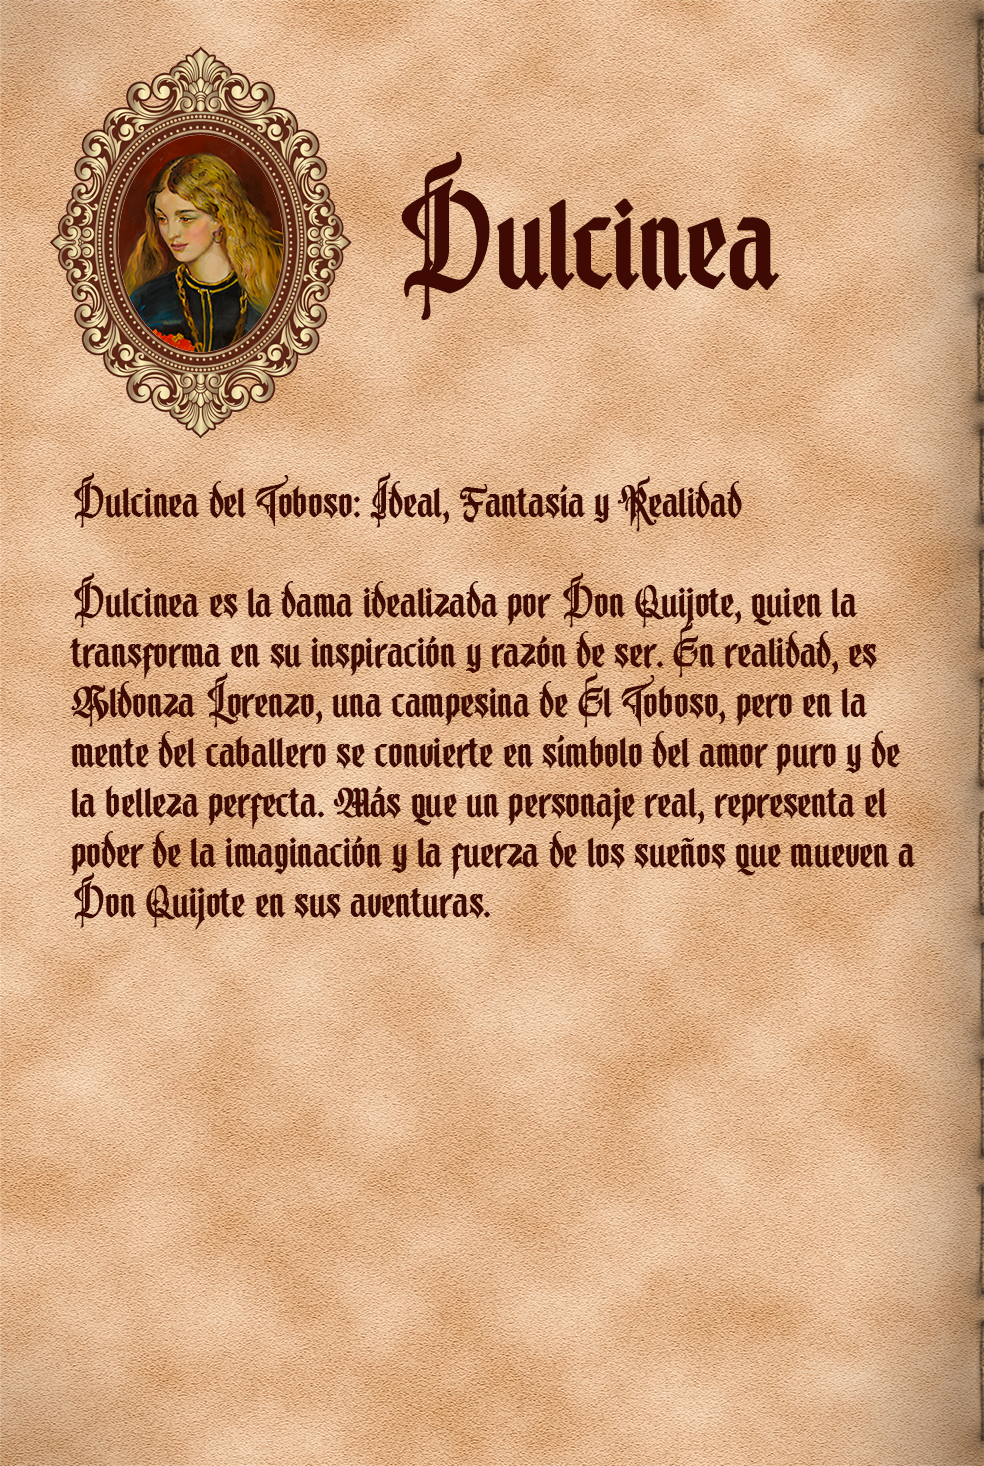 Dulcinea
Dulcinea del Toboso: Ideal, Fantasía y Realidad
Dulcinea es la dama idealizada por Don Quijote, quien la
transforma en su inspiración y razón de ser. En realidad, es
Aldonza Lorenzo, una campesina de El Toboso, pero en la
mente del caballero se convierte en símbolo del amor puro y de
la belleza perfecta. Más que un personaje real, representa el
poder de la imaginación y la fuerza de los sueños que mueven a
Don Quijote en sus aventuras.